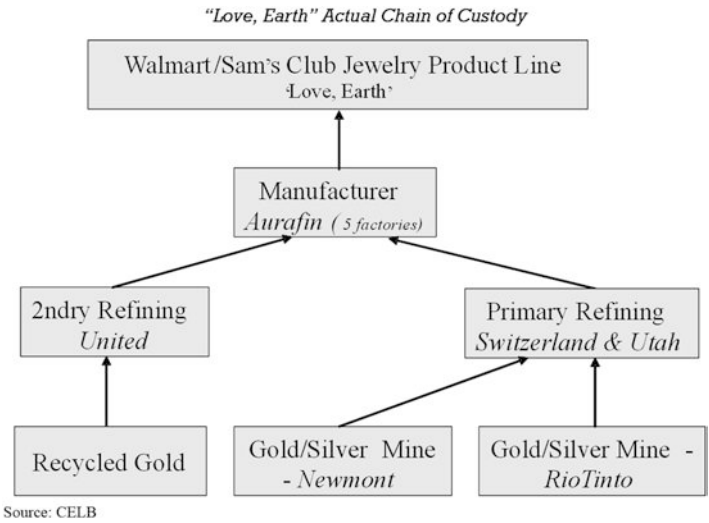 “Love, Earth” Actual Chain of Custody
Walmart/Sam’s Club Jewelry Product Line
‘Love, Earth’
Manufacturer
Aurafin ( 5 factories)
2ndry Refining
United
Primary Refining
Switzerland & Utah
Recycled Gold
Gold/Silver Mine
- Newmont
Gold/Silver Mine -
RioTinto
Source: CELB